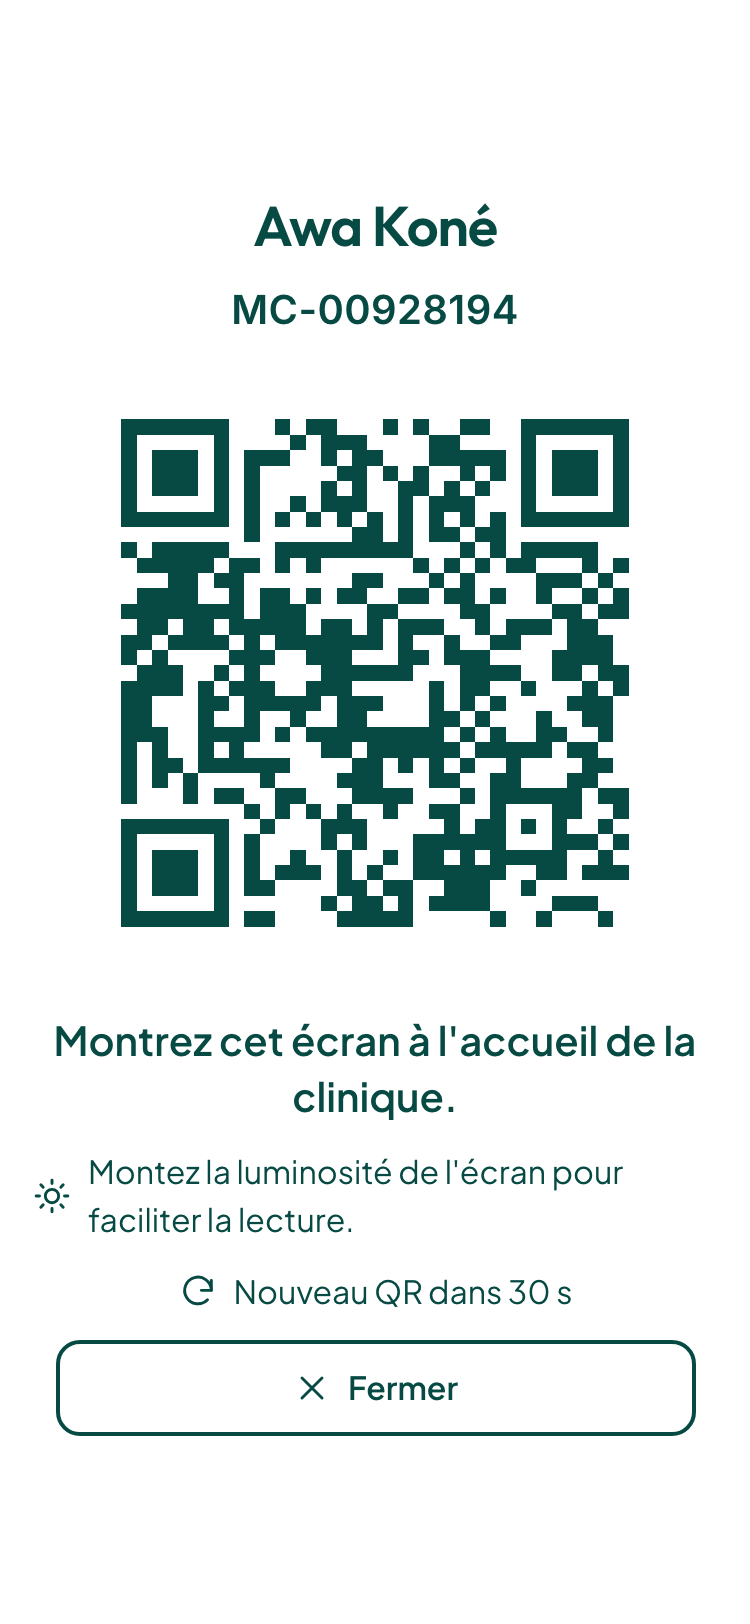 Awa Koné
MC-00928194
Montrez cet écran à l'accueil de la
clinique.
Montez la luminosité de l'écran pour
faciliter la lecture.
Nouveau QR dans 30 s
Fermer